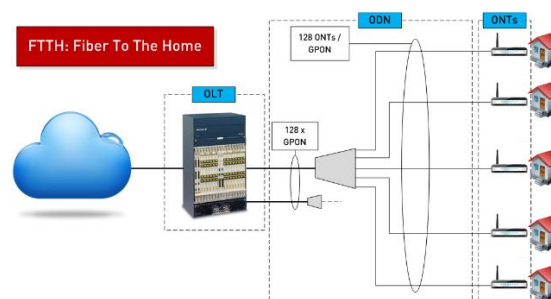 FTTH: Fiber To The Home
OLT
ODN
ONTs
128 ONTs /
GPON
128 x
GPON